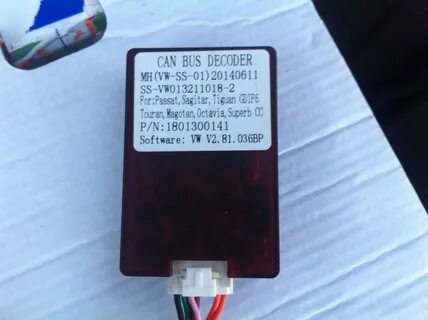 CAN BUS DECODER
MH(VW-SS-01)20140611
SS-VW013211018-2
For:Passat,Sagitar,Tiguan GDIF6
Touran,Magotan,Octavia,Superb CC
P/N:1801300141
Software: VW V2.81.036BP